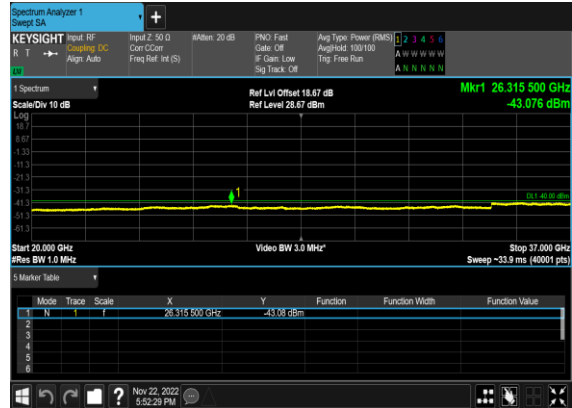 Spectrum Analyzer 1
Swept SA
+
KEYSIGHT
R T
Input: RF
Coupling: DC
Align: Auto
Input Z: 50 Ω
Corr CCorr
Freq Ref: Int (S)
#Atten: 20 dB
PNO: Fast
Gate: Off
IF Gain: Low
Sig Track: Off
Avg Type: Power (RMS)
Avg|Hold: 100/100
Trig: Free Run
1 2 3 4 5 6
A W W W W W
A N N N N N
1 Spectrum
Scale/Div 10 dB
Ref Lvl Offset 18.67 dB
Ref Level 28.67 dBm
Mkr1 26.315 500 GHz
-43.076 dBm
Log
18.7
8.67
-1.33
-11.3
-21.3
-31.3
-41.3
-51.3
-61.3
1
DL1 -40.00 dBm
Start 20.000 GHz
#Res BW 1.0 MHz
Video BW 3.0 MHz*
Stop 37.000 GHz
Sweep ~33.9 ms (40001 pts)
5 Marker Table
Mode Trace Scale X Y Function Function Width Function Value
1 N 1 f 26.315 500 GHz -43.08 dBm
2
3
4
5
6
?
Nov 22, 2022
5:52:29 PM